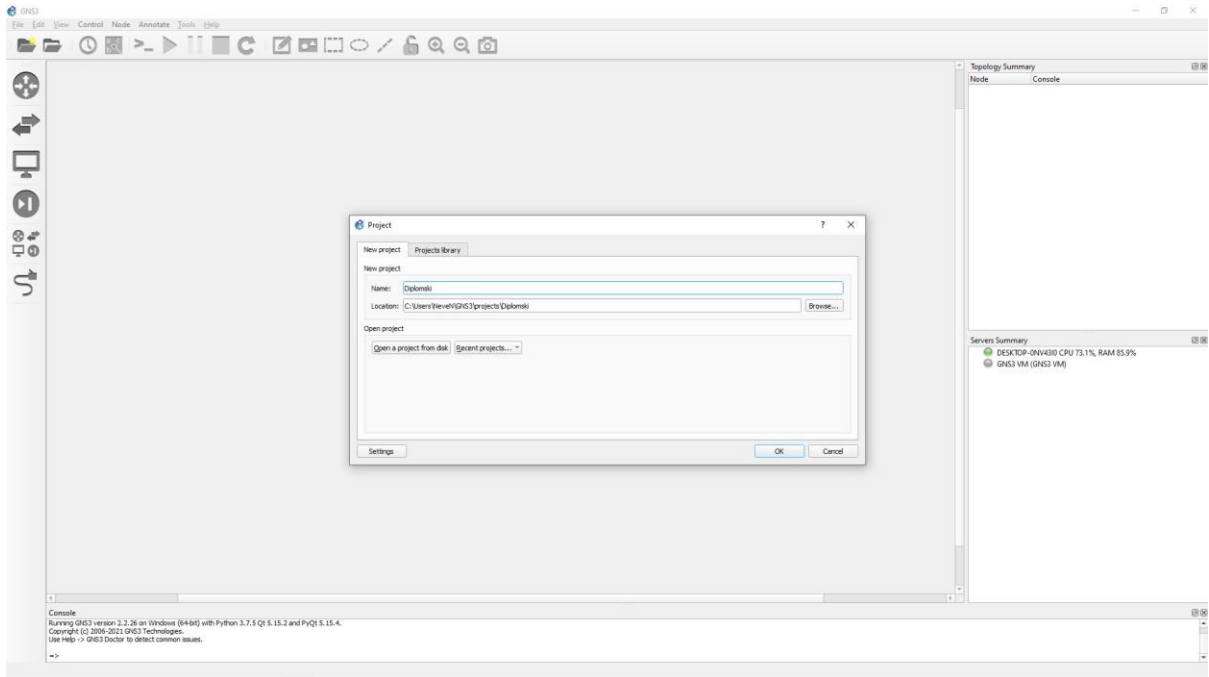 GNS3
File Edit View Control Node Annotate Tools Help
Topology Summary
Node Console
Project
New project Projects library
New project
Name: Diplomski
Location: C:\Users\NeveN\GNS3\projects\Diplomski Browse...
Open project
Open a project from disk Recent projects...
Settings OK Cancel
Servers Summary
DESKTOP-0NV43I0 CPU 73.1%, RAM 85.9%
GNS3 VM (GNS3 VM)
Console
Running GNS3 version 2.2.26 on Windows (64-bit) with Python 3.7.5 Qt 5.15.2 and PyQt 5.15.4.
Copyright (c) 2006-2021 GNS3 Technologies.
Use Help -> GNS3 Doctor to detect common issues.
=>